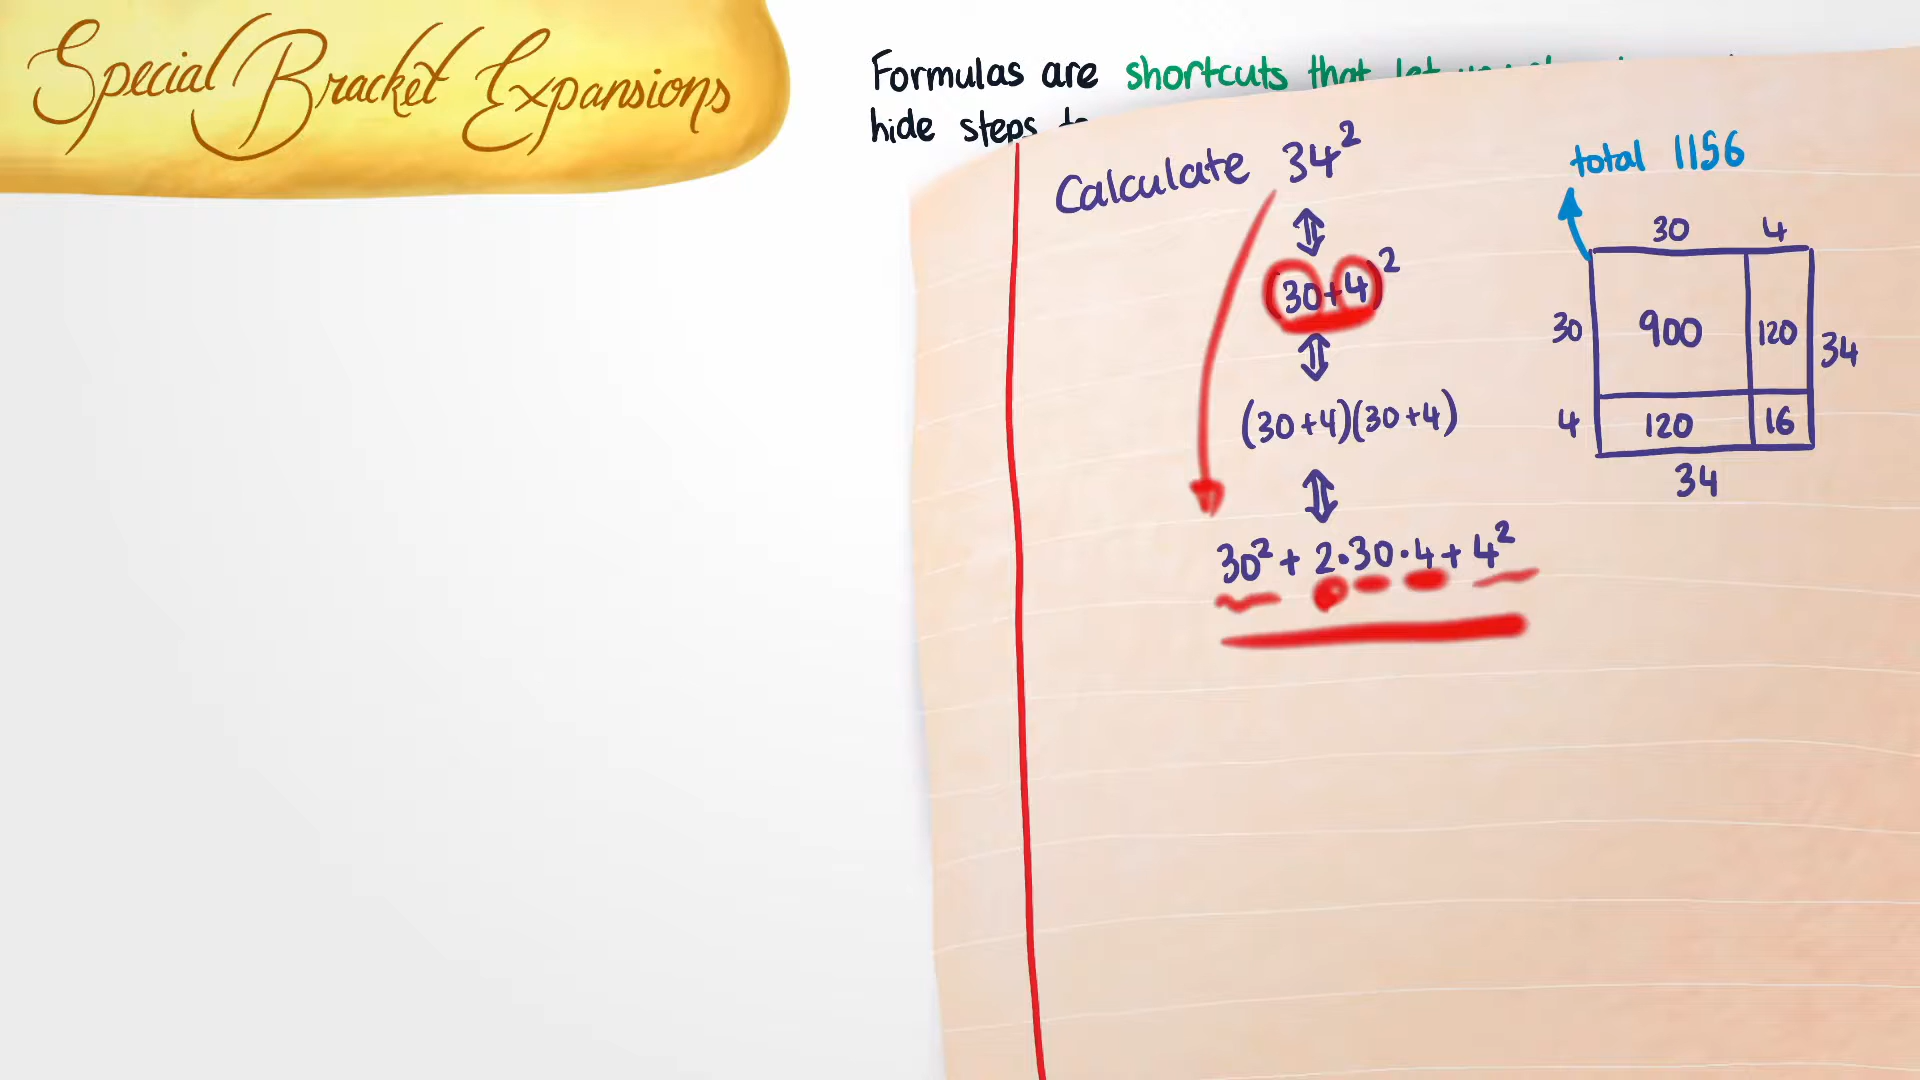 Special Bracket Expansions
Formulas are shortcuts that let
hide steps
Calculate 34²
(30+4)²
(30+4)(30+4)
30² + 2·30·4 + 4²
total 1156
30 4
30 900 120 34
4 120 16
34